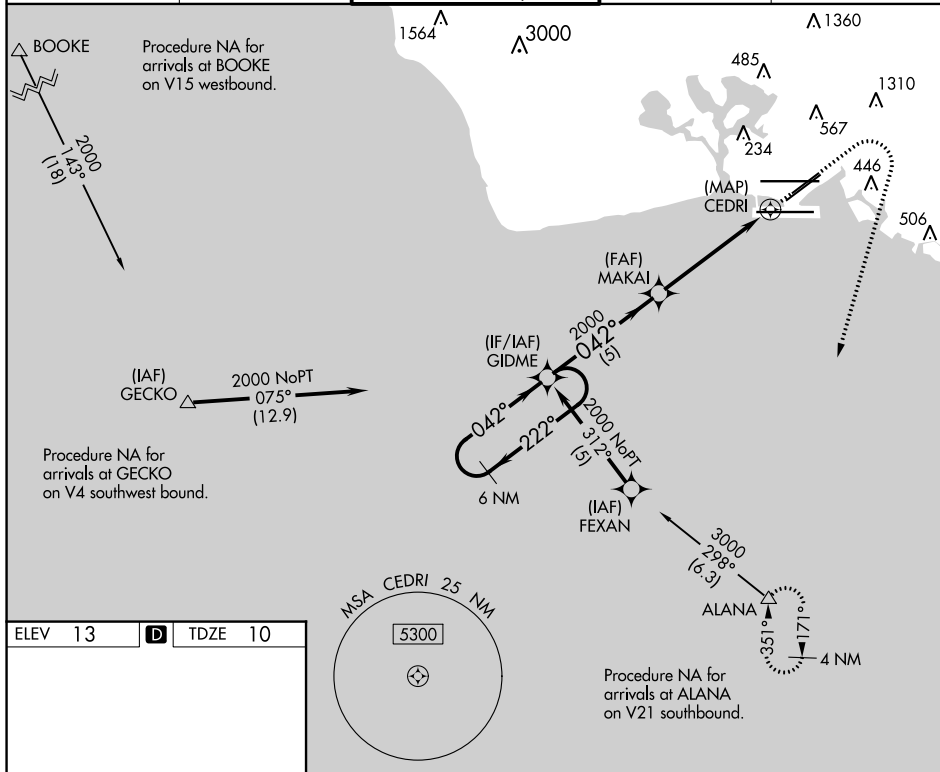 1564
3000
1360
BOOKE
Procedure NA for
arrivals at BOOKE
on V15 westbound.
485
1310
567
234
2000
143°
(18)
446
(MAP)
CEDRI
506
(FAF)
MAKAI
2000
042°
(5)
(IF/IAF)
GIDME
(IAF)
GECKO
2000 NoPT
075°
(12.9)
042°
222°
6 NM
2000 NoPT
312°
(5)
Procedure NA for
arrivals at GECKO
on V4 southwest bound.
(IAF)
FEXAN
3000
298°
(6.3)
ALANA
351°
171°
4 NM
MSA CEDRI 25 NM
5300
ELEV 13 D TDZE 10
Procedure NA for
arrivals at ALANA
on V21 southbound.